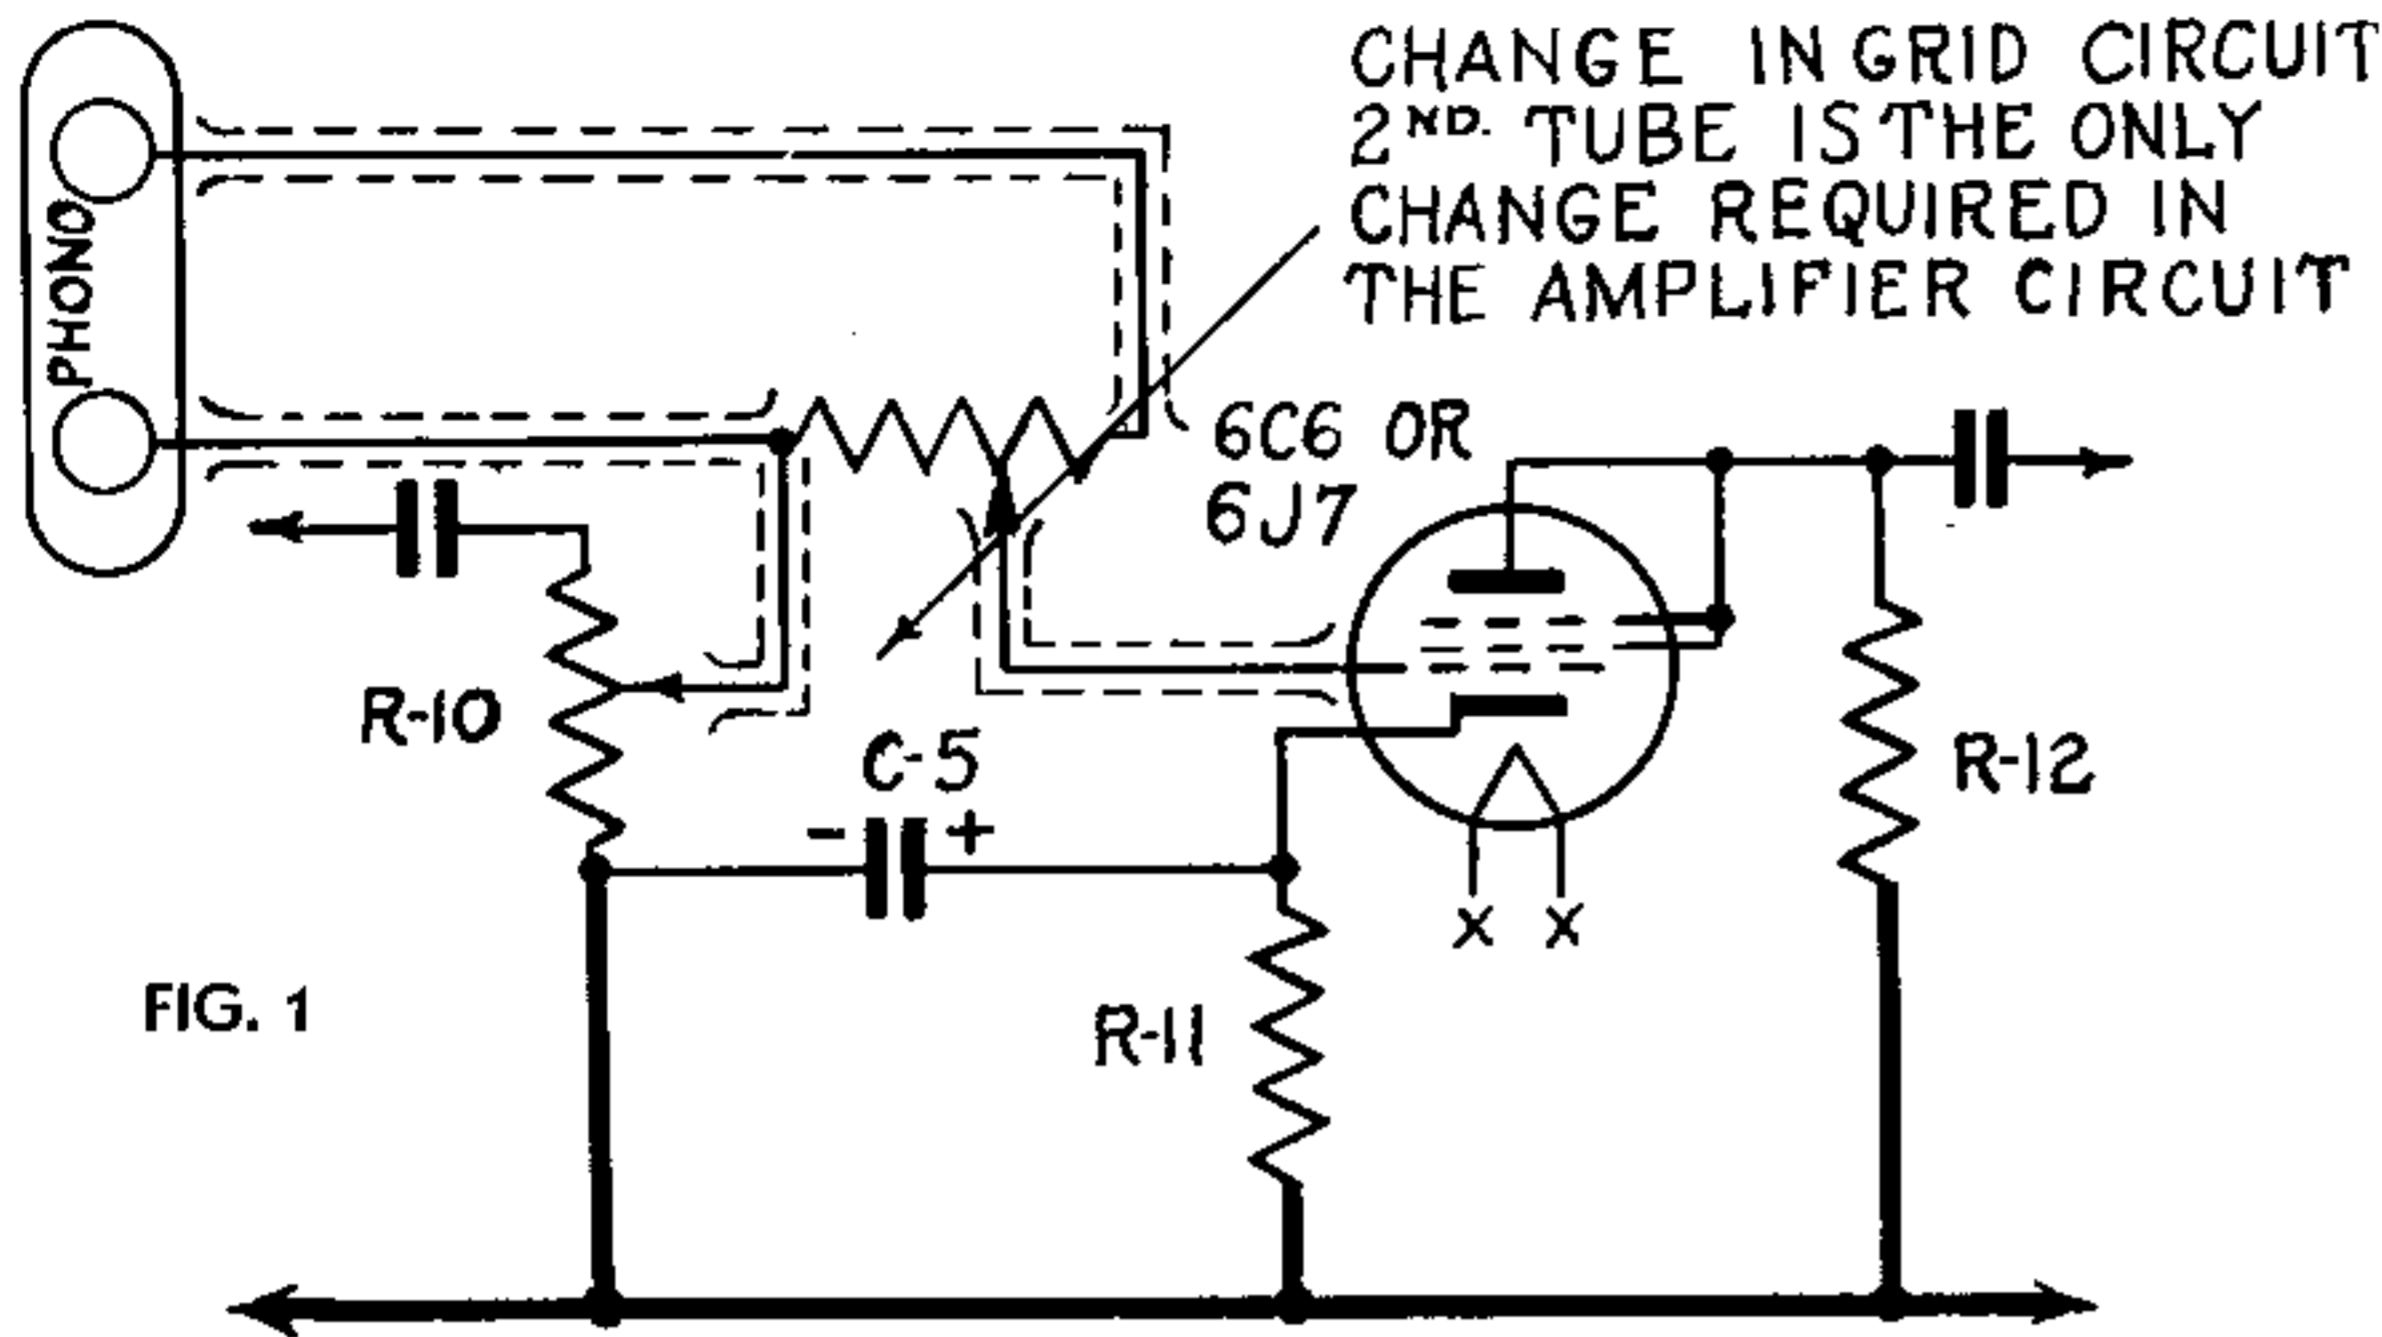 CHANGE IN GRID CIRCUIT
2ND. TUBE IS THE ONLY
CHANGE REQUIRED IN
THE AMPLIFIER CIRCUIT
PHONO
6C6 OR
6J7
R-10
C-5
- +
R-12
X X
FIG. 1
R-11